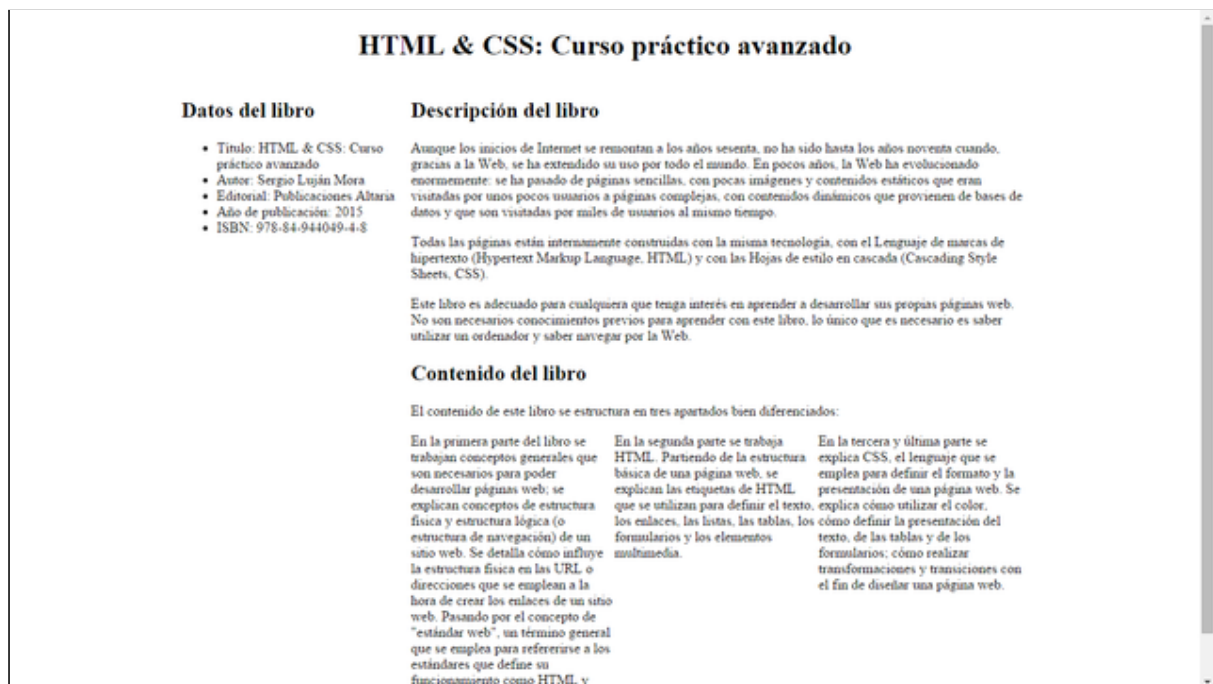 HTML & CSS: Curso práctico avanzado
Datos del libro
Título: HTML & CSS: Curso
práctico avanzado
Autor: Sergio Luján Mora
Editorial: Publicaciones Altaria
Año de publicación: 2015
ISBN: 978-84-944049-4-8
Descripción del libro
Aunque los inicios de Internet se remontan a los años sesenta, no ha sido hasta los años noventa cuando,
gracias a la Web, se ha extendido su uso por todo el mundo. En pocos años, la Web ha evolucionado
enormemente: se ha pasado de páginas sencillas, con pocas imágenes y contenidos estáticos que eran
visitadas por unos pocos usuarios a páginas complejas, con contenidos dinámicos que provienen de bases de
datos y que son visitadas por miles de usuarios al mismo tiempo.
Todas las páginas están internamente construidas con la misma tecnología, con el Lenguaje de marcas de
hipertexto (Hypertext Markup Language, HTML) y con las Hojas de estilo en cascada (Cascading Style
Sheets, CSS).
Este libro es adecuado para cualquiera que tenga interés en aprender a desarrollar sus propias páginas web.
No son necesarios conocimientos previos para aprender con este libro, lo único que es necesario es saber
utilizar un ordenador y saber navegar por la Web.
Contenido del libro
El contenido de este libro se estructura en tres apartados bien diferenciados:
En la primera parte del libro se
trabajan conceptos generales que
son necesarios para poder
desarrollar páginas web; se
explican conceptos de estructura
física y estructura lógica (o
estructura de navegación) de un
sitio web. Se detalla cómo influye
la estructura física en las URL o
direcciones que se emplean a la
hora de crear los enlaces de un sitio
web. Pasando por el concepto de
"estándar web", un término general
que se emplea para refererirse a los
estándares que define su
funcionamiento como HTML y
En la segunda parte se trabaja
HTML. Partiendo de la estructura
básica de una página web, se
explican las etiquetas de HTML
que se utilizan para definir el texto,
los enlaces, las listas, las tablas, los
formularios y los elementos
multimedia.
En la tercera y última parte se
explica CSS, el lenguaje que se
emplea para definir el formato y la
presentación de una página web. Se
explica cómo utilizar el color,
cómo definir la presentación del
texto, de las tablas y de los
formularios; cómo realizar
transformaciones y transiciones con
el fin de diseñar una página web.